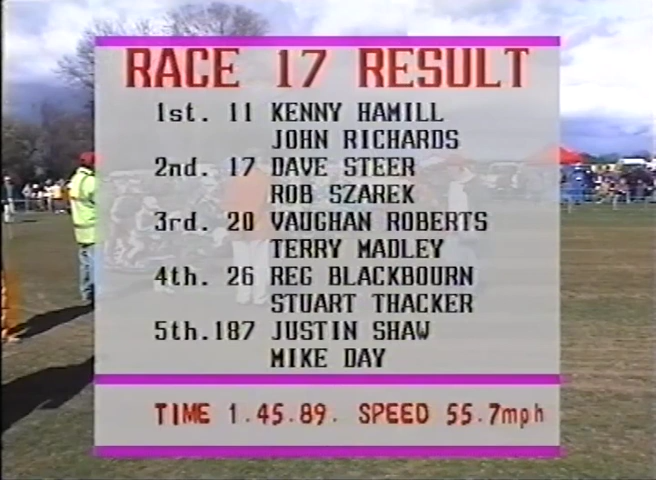 RACE 17 RESULT
1st. 11 KENNY HAMILL
JOHN RICHARDS
2nd. 17 DAVE STEER
ROB SZAREK
3rd. 20 VAUGHAN ROBERTS
TERRY MADLEY
4th. 26 REG BLACKBOURN
STUART THACKER
5th.187 JUSTIN SHAW
MIKE DAY
TIME 1.45.89. SPEED 55.7mph